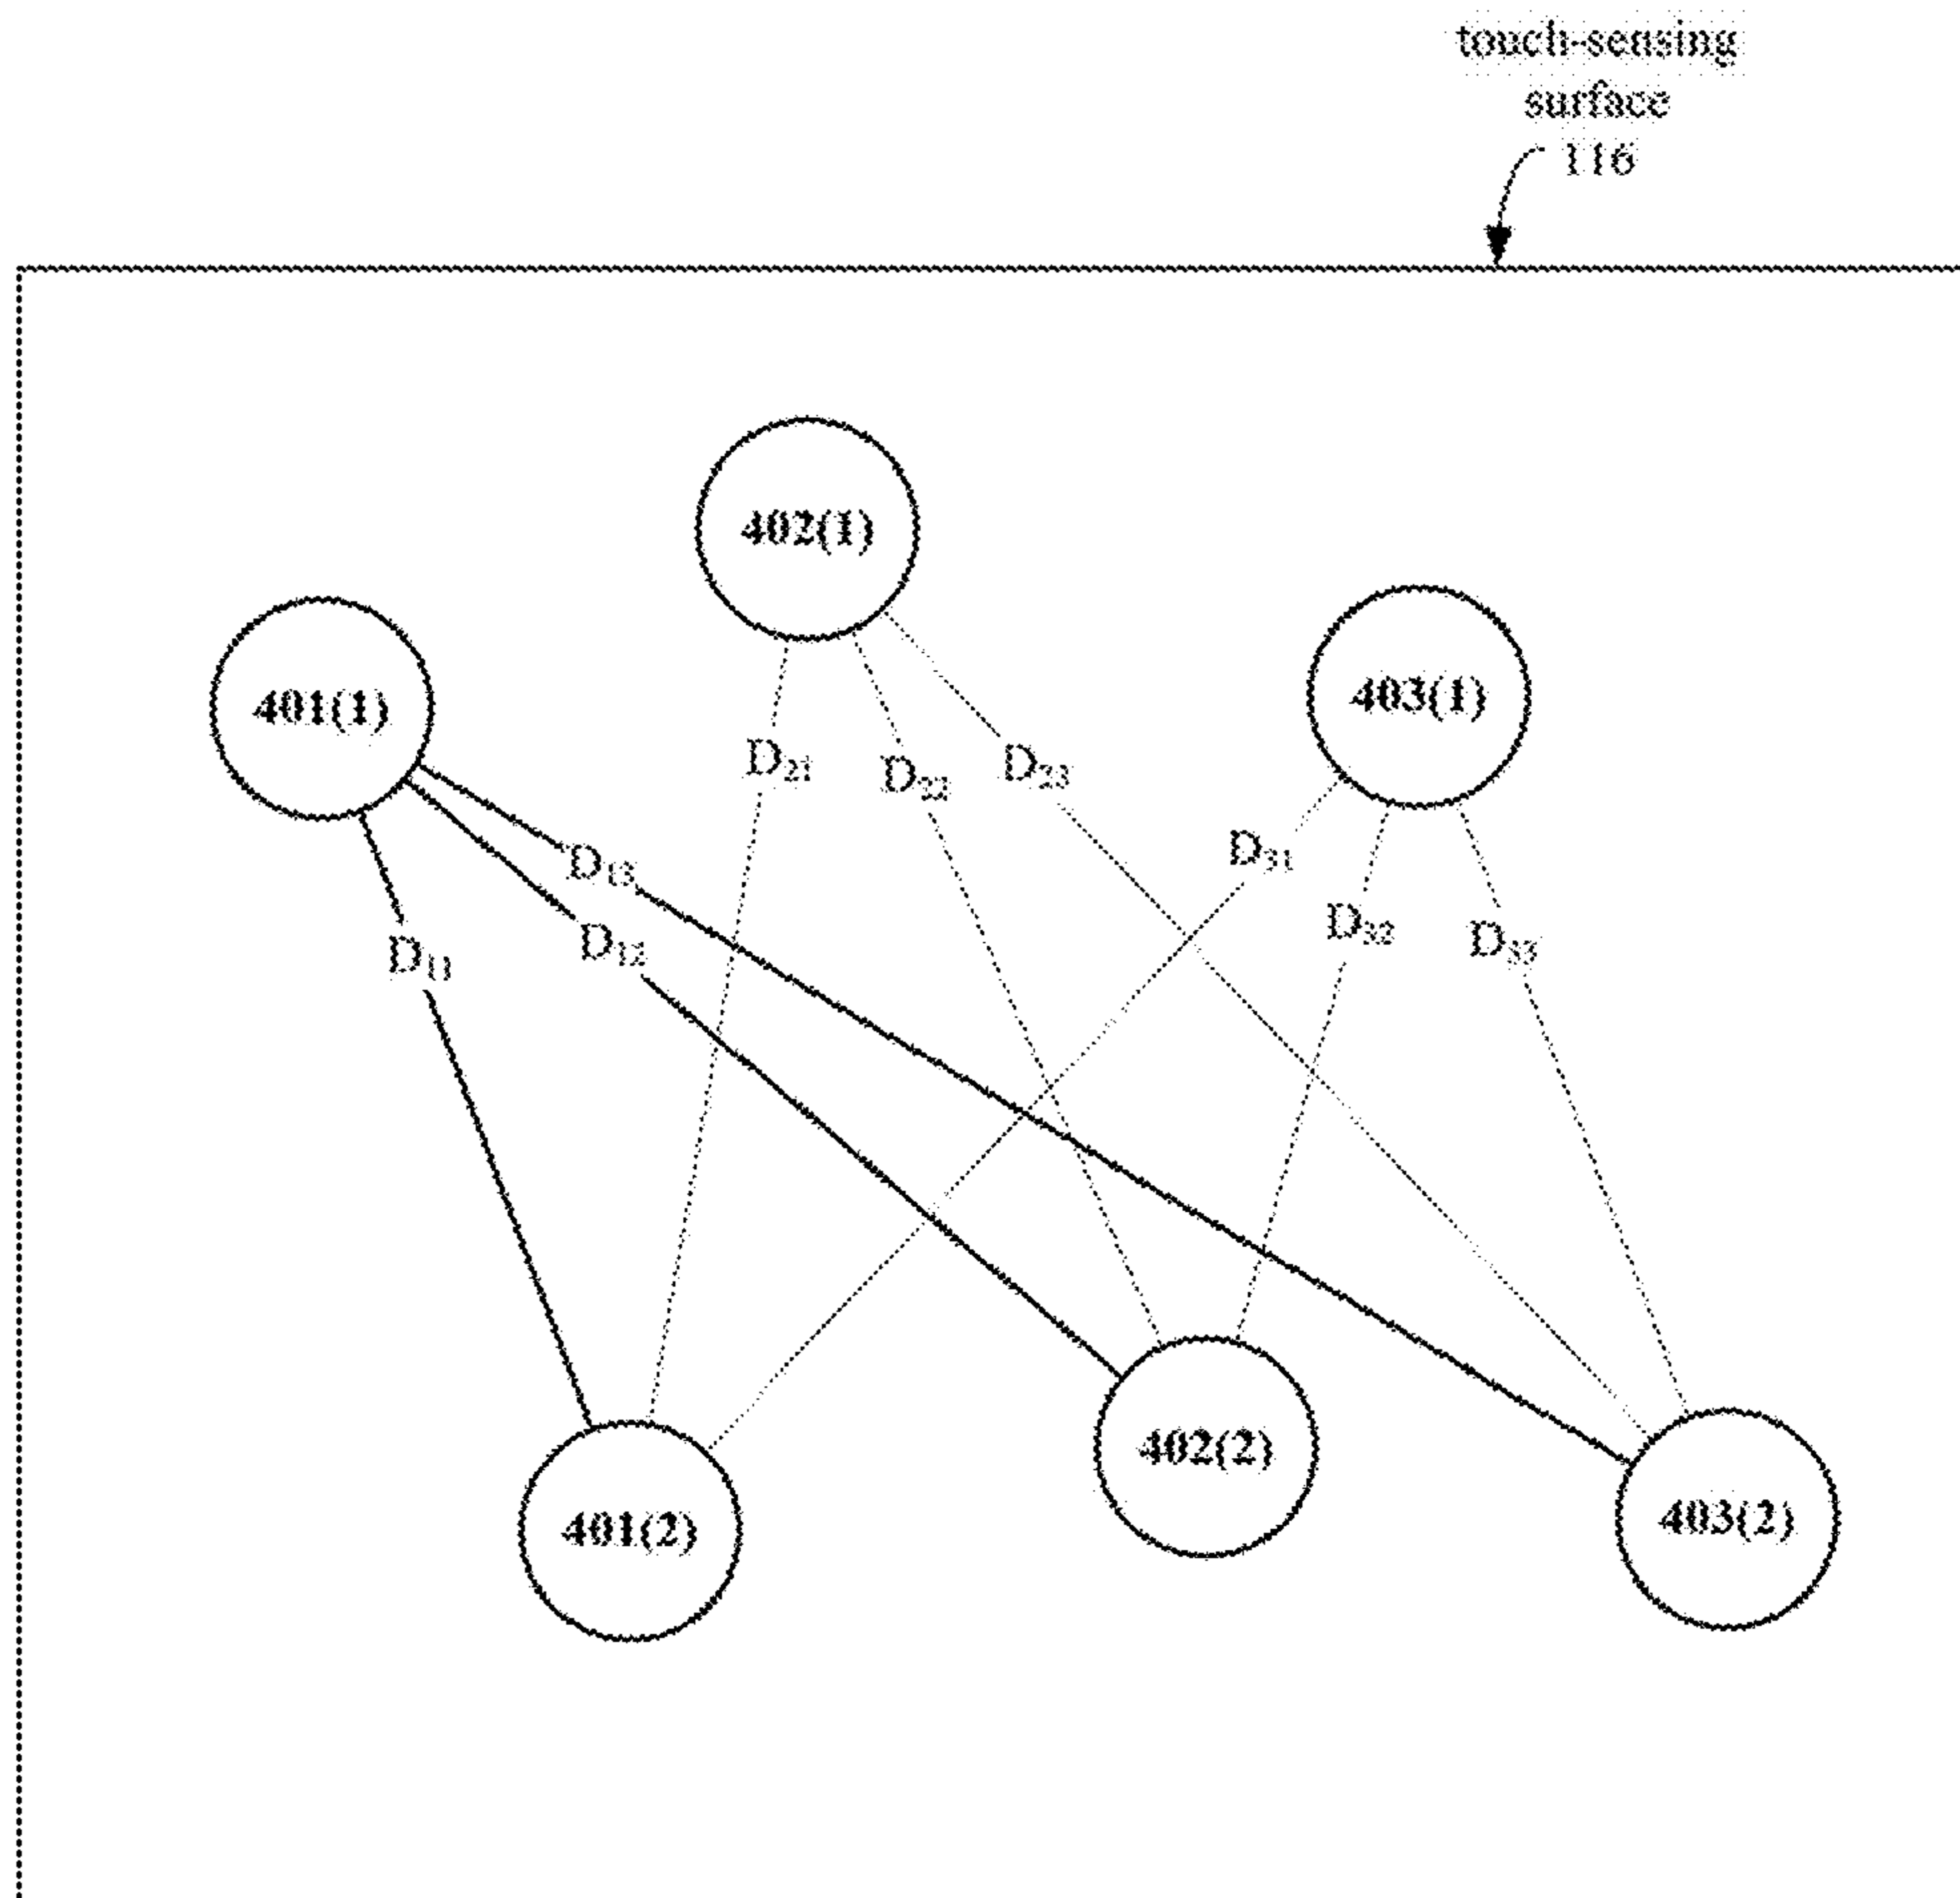 touch-sensing
surface
116
402(1)
403(1)
401(1)
D21
D22
D23
D31
D13
D32
D33
D12
D11
402(2)
403(2)
401(2)